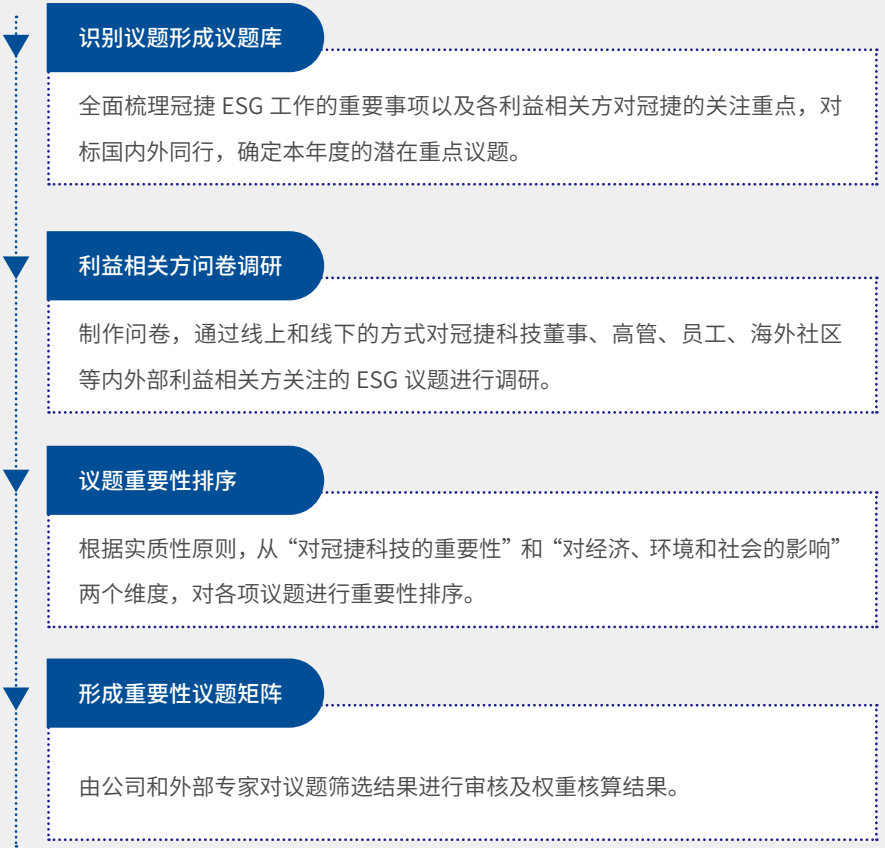 识别议题形成议题库
全面梳理冠捷 ESG 工作的重要事项以及各利益相关方对冠捷的关注重点，对
标国内外同行，确定本年度的潜在重点议题。
利益相关方问卷调研
制作问卷，通过线上和线下的方式对冠捷科技董事、高管、员工、海外社区
等内外部利益相关方关注的 ESG 议题进行调研。
议题重要性排序
根据实质性原则，从“对冠捷科技的重要性”和“对经济、环境和社会的影响”
两个维度，对各项议题进行重要性排序。
形成重要性议题矩阵
由公司和外部专家对议题筛选结果进行审核及权重核算结果。